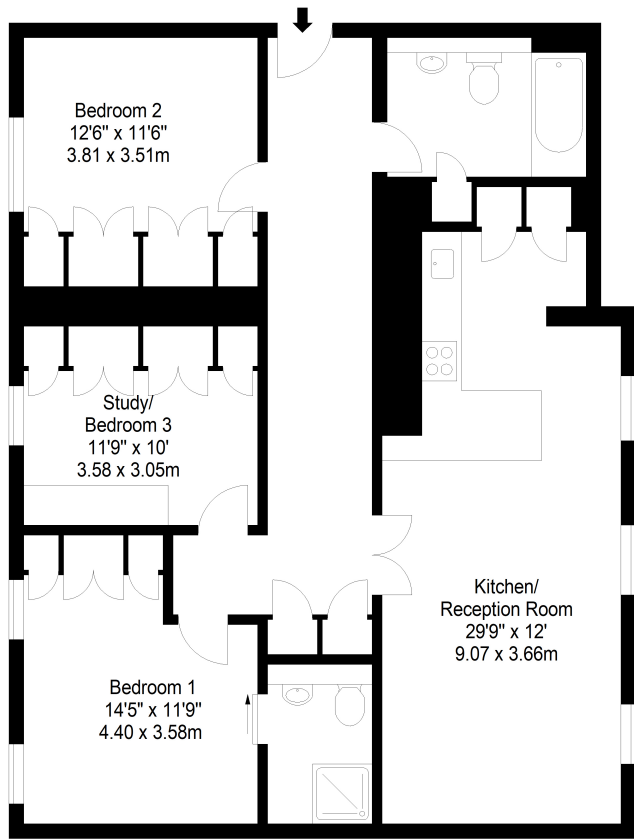 Bedroom 2
12'6" x 11'6"
3.81 x 3.51m
Study/
Bedroom 3
11'9" x 10'
3.58 x 3.05m
Kitchen/
Reception Room
29'9" x 12'
9.07 x 3.66m
Bedroom 1
14'5" x 11'9"
4.40 x 3.58m